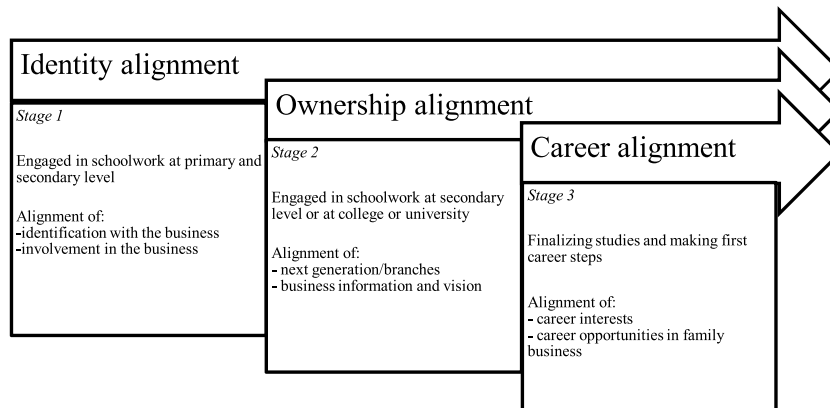 Identity alignment
Stage 1
Engaged in schoolwork at primary and
secondary level
Alignment of:
-identification with the business
-involvement in the business
Ownership alignment
Stage 2
Engaged in schoolwork at secondary
level or at college or university
Alignment of:
- next generation/branches
- business information and vision
Career alignment
Stage 3
Finalizing studies and making first
career steps
Alignment of:
- career interests
- career opportunities in family
business